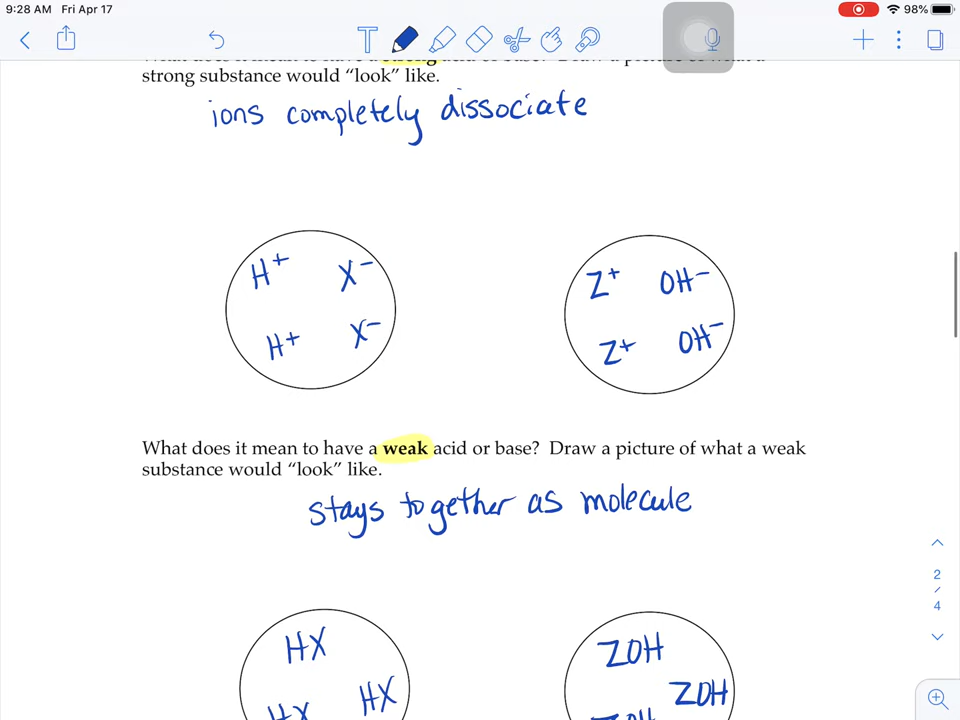 9:28 AM Fri Apr 17
98%
strong substance would “look” like.
ions completely dissociate
H+ X−
H+ X−
Z+ OH−
Z+ OH−
What does it mean to have a weak acid or base? Draw a picture of what a weak
substance would “look” like.
stays together as molecule
HX
HX
HX
ZOH
ZOH
ZOH
2
/
4